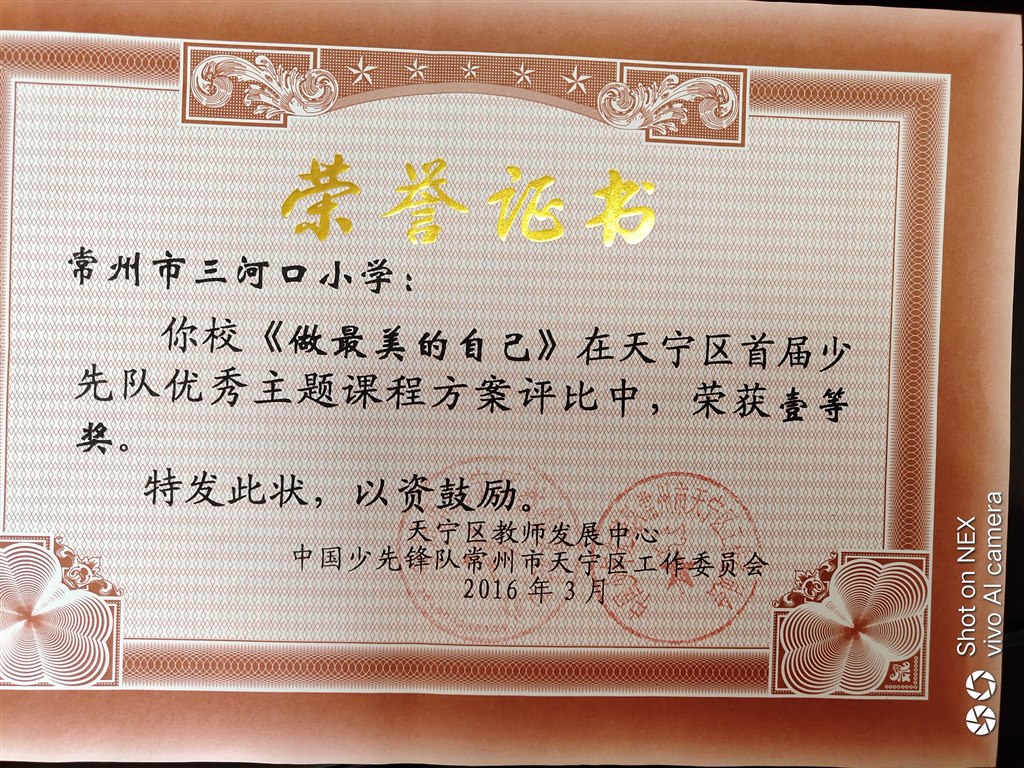 荣誉证书
常州市三河口小学：
你校《做最美的自己》在天宁区首届少
先队优秀主题课程方案评比中，荣获壹等
奖。
特发此状，以资鼓励。
天宁区教师发展中心
中国少先锋队常州市天宁区工作委员会
2016年3月
Shot on NEX
vivo AI camera